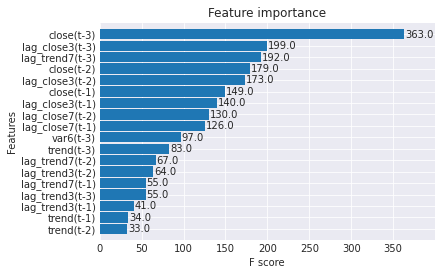 Feature importance
Features
close(t-3) 363.0
lag_close3(t-3) 199.0
lag_trend7(t-3) 192.0
close(t-2) 179.0
lag_close3(t-2) 173.0
close(t-1) 149.0
lag_close3(t-1) 140.0
lag_close7(t-2) 130.0
lag_close7(t-1) 126.0
var6(t-3) 97.0
trend(t-3) 83.0
lag_trend7(t-2) 67.0
lag_trend3(t-2) 64.0
lag_trend7(t-1) 55.0
lag_trend3(t-3) 55.0
lag_trend3(t-1) 41.0
trend(t-1) 34.0
trend(t-2) 33.0
0 50 100 150 200 250 300 350
F score